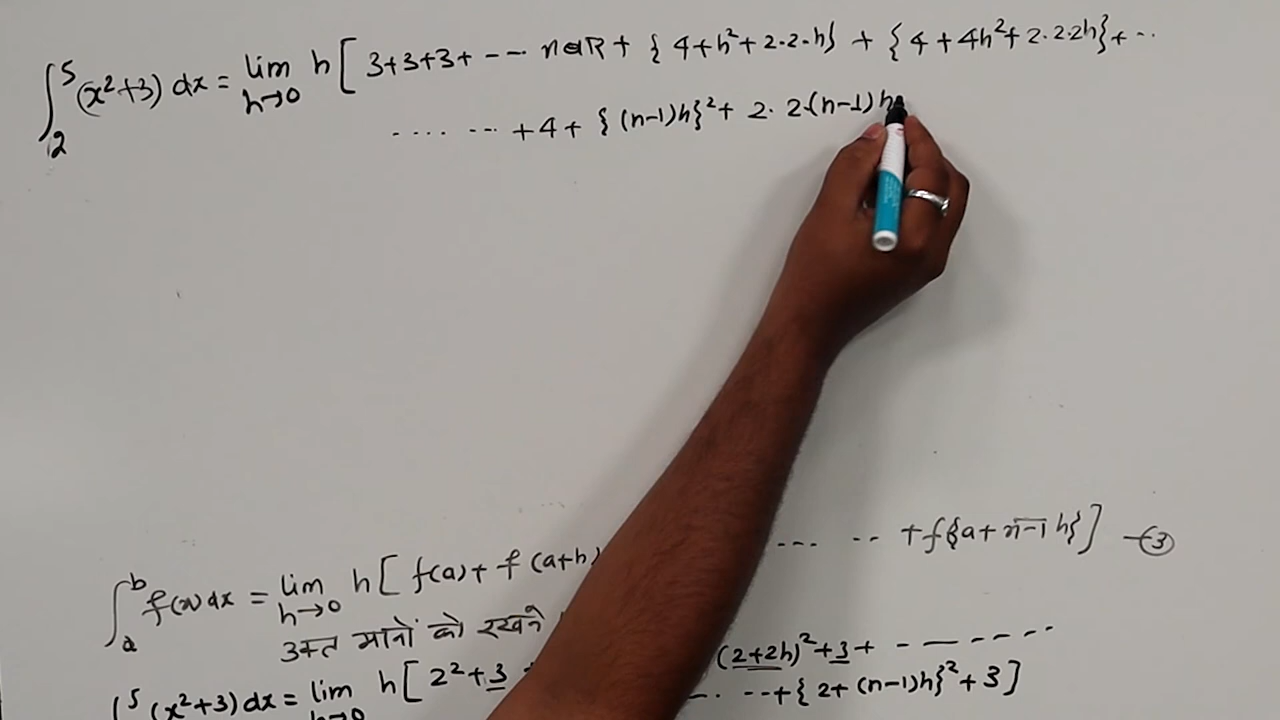 ∫₂⁵ (x²+3) dx = lim h→0 h [ 3+3+3+ ---- n बार + { 4+h²+2·2·h} + {4+4h²+2·2·2h}+ ···
···· ··· +4+ { (n-1)h}²+ 2· 2·(n-1) h
∫ₐᵇ f(x) dx = lim h→0 h [ f(a) + f (a+h) ··· ·· + f{a+ n-1 h} ] —③
उक्त मानों को रखने
∫⁵ (x²+3) dx = lim h→0 h [ 2²+3 (2+2h)²+3+ - — - - - -
·· --+{ 2+ (n-1)h}²+3 ]